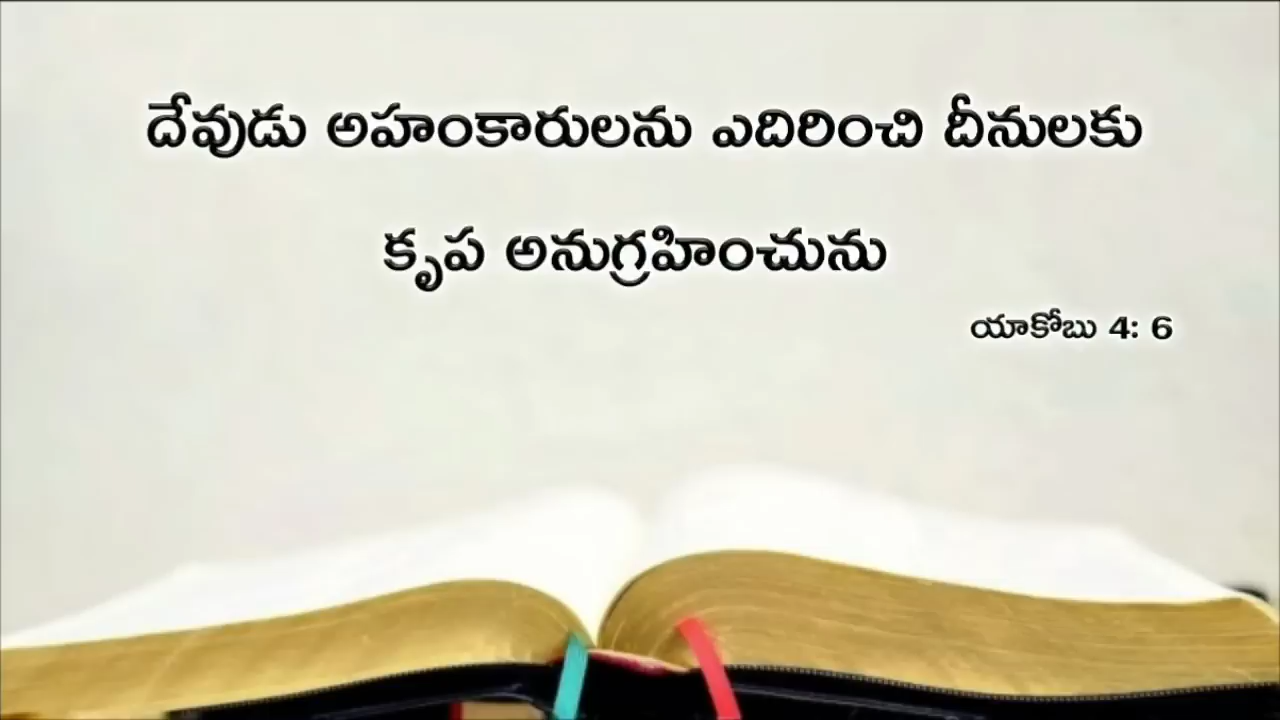 దేవుడు అహంకారులను ఎదిరించి దీనులకు
కృప అనుగ్రహించును
యాకోబు 4: 6